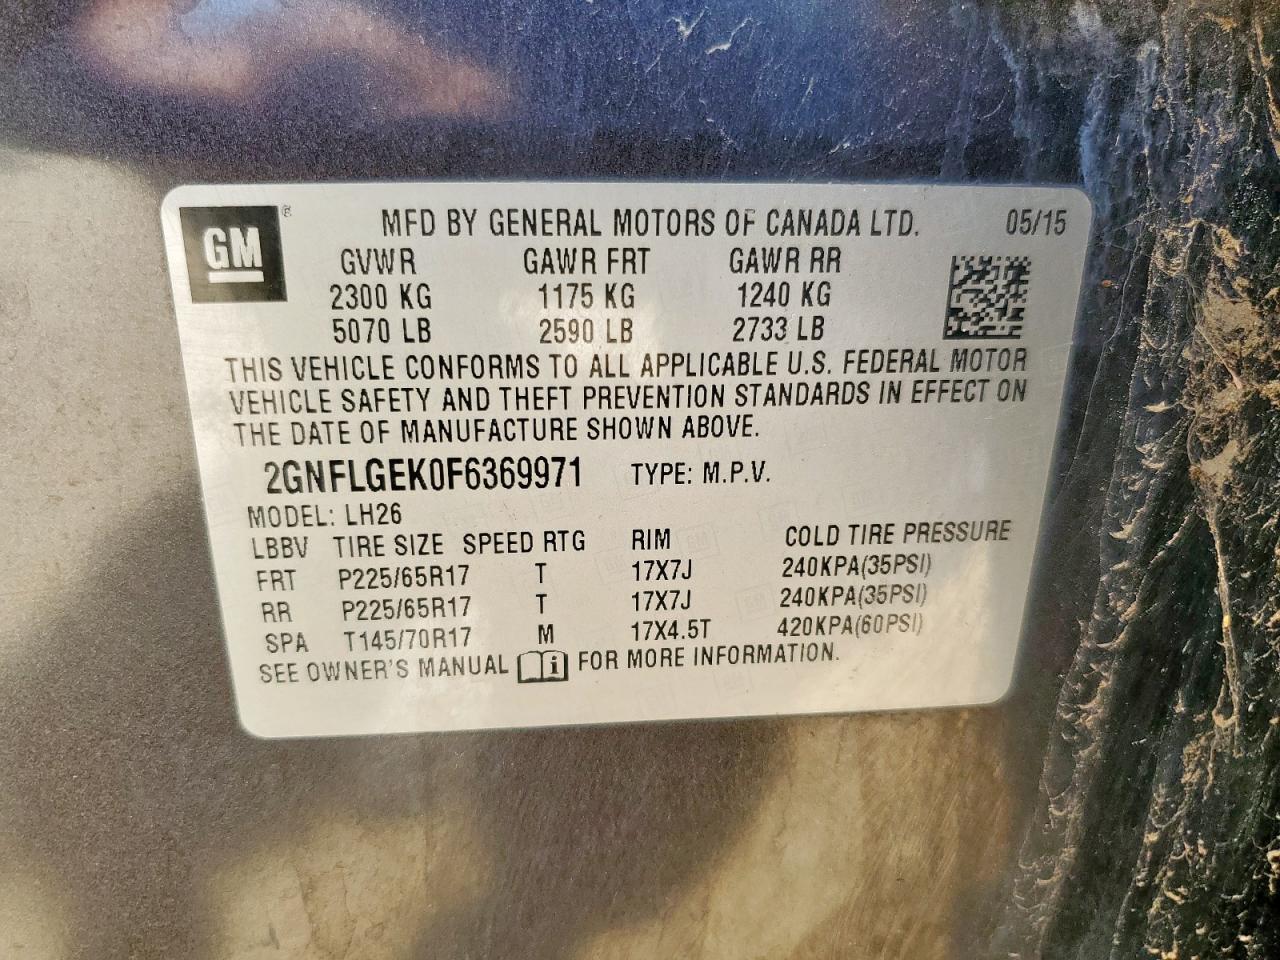 GM ® MFD BY GENERAL MOTORS OF CANADA LTD. 05/15
GVWR GAWR FRT GAWR RR
2300 KG 1175 KG 1240 KG
5070 LB 2590 LB 2733 LB
THIS VEHICLE CONFORMS TO ALL APPLICABLE U.S. FEDERAL MOTOR
VEHICLE SAFETY AND THEFT PREVENTION STANDARDS IN EFFECT ON
THE DATE OF MANUFACTURE SHOWN ABOVE.
2GNFLGEK0F6369971 TYPE: M.P.V.
MODEL: LH26
LBBV TIRE SIZE SPEED RTG RIM COLD TIRE PRESSURE
FRT P225/65R17 T 17X7J 240KPA(35PSI)
RR P225/65R17 T 17X7J 240KPA(35PSI)
SPA T145/70R17 M 17X4.5T 420KPA(60PSI)
SEE OWNER'S MANUAL i FOR MORE INFORMATION.